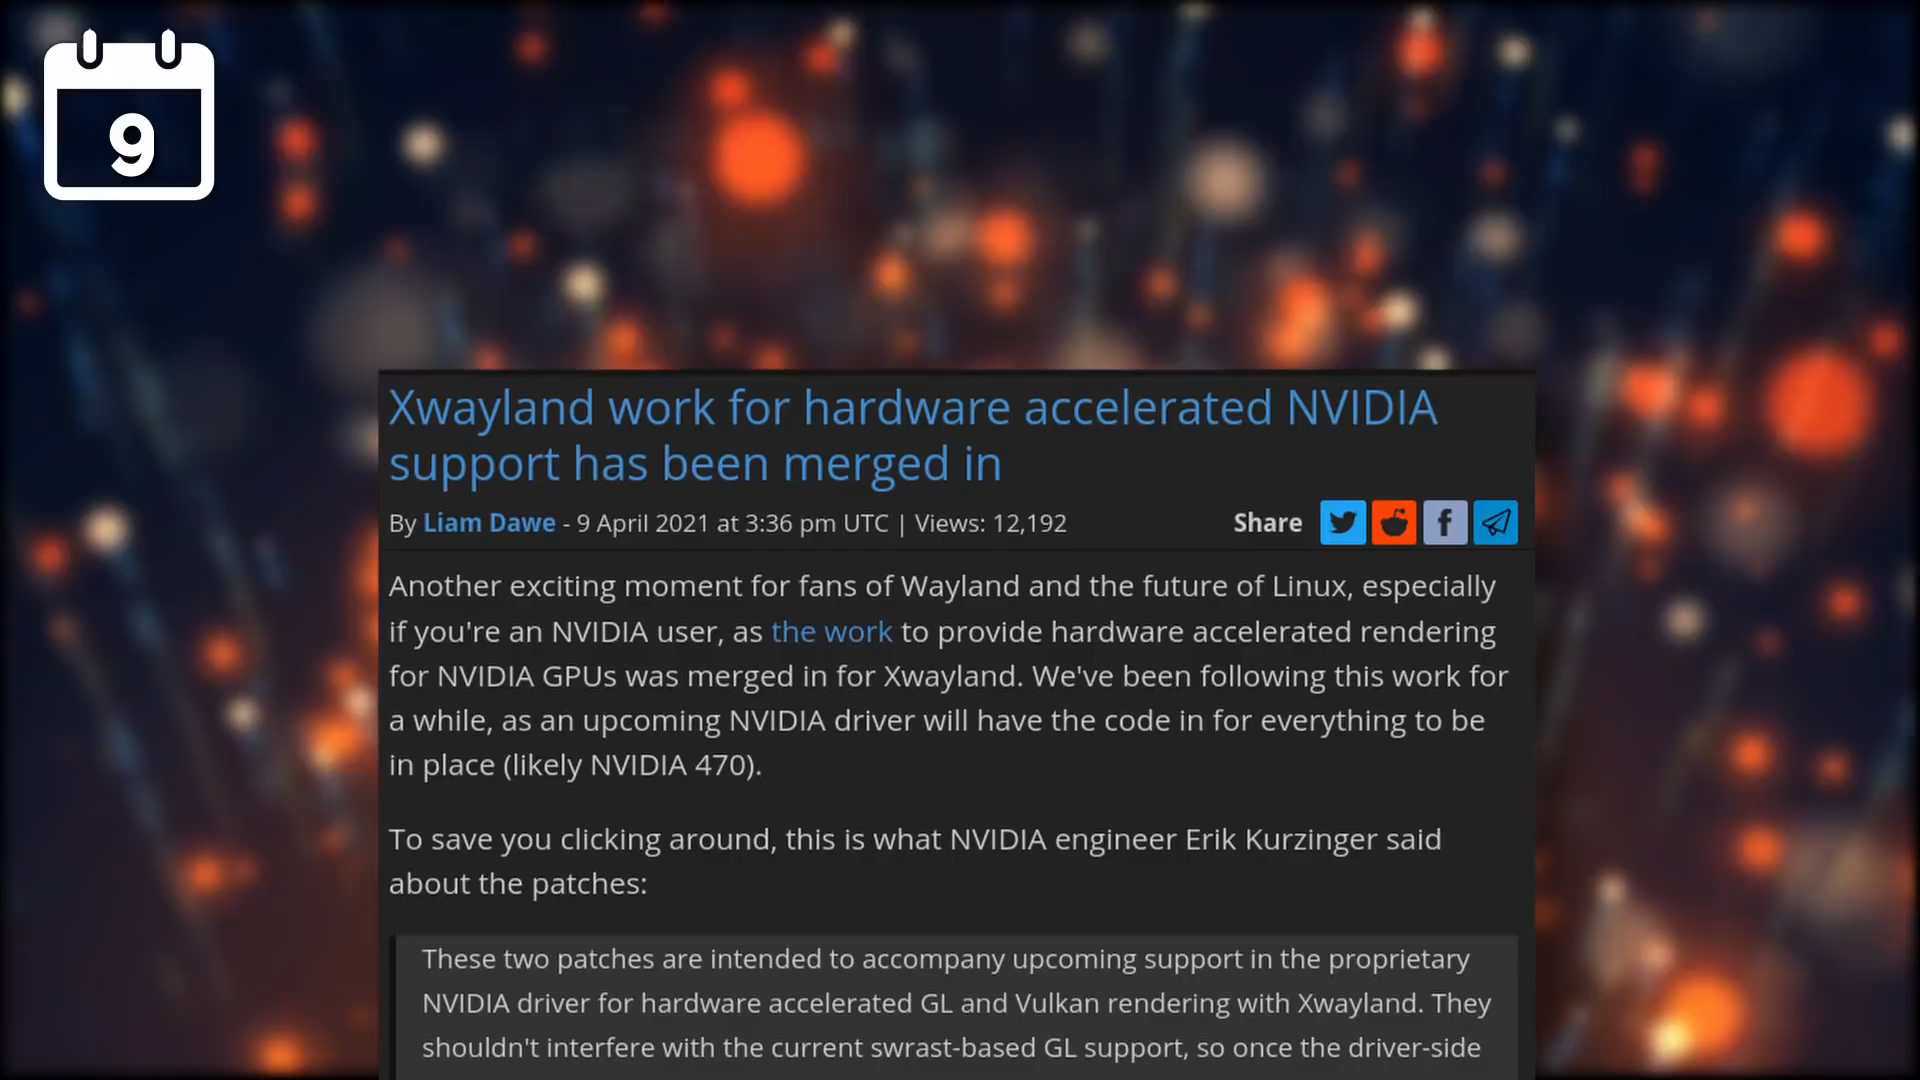 9
Xwayland work for hardware accelerated NVIDIA
support has been merged in
By Liam Dawe - 9 April 2021 at 3:36 pm UTC | Views: 12,192
Share
Another exciting moment for fans of Wayland and the future of Linux, especially
if you're an NVIDIA user, as the work to provide hardware accelerated rendering
for NVIDIA GPUs was merged in for Xwayland. We've been following this work for
a while, as an upcoming NVIDIA driver will have the code in for everything to be
in place (likely NVIDIA 470).
To save you clicking around, this is what NVIDIA engineer Erik Kurzinger said
about the patches:
These two patches are intended to accompany upcoming support in the proprietary
NVIDIA driver for hardware accelerated GL and Vulkan rendering with Xwayland. They
shouldn't interfere with the current swrast-based GL support, so once the driver-side